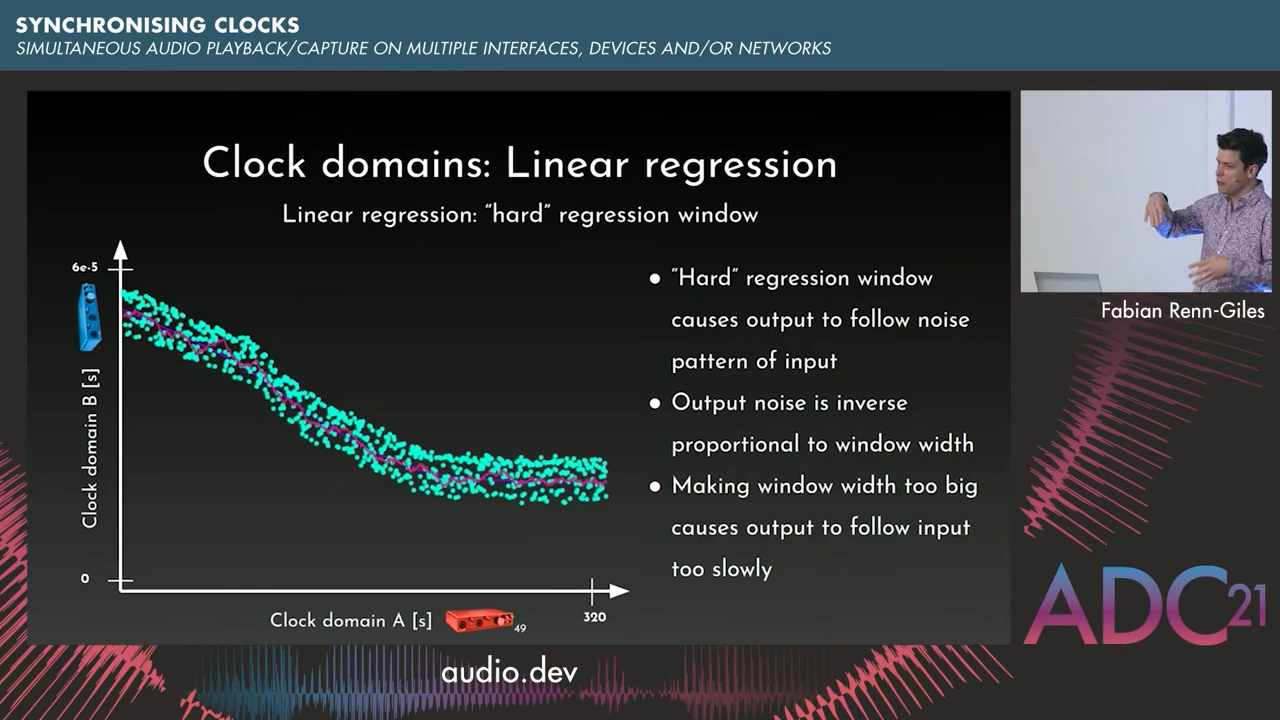 SYNCHRONISING CLOCKS
SIMULTANEOUS AUDIO PLAYBACK/CAPTURE ON MULTIPLE INTERFACES, DEVICES AND/OR NETWORKS
Clock domains: Linear regression
Linear regression: “hard” regression window
6e-5
Clock domain B [s]
0
Clock domain A [s]
320
49
● “Hard” regression window
causes output to follow noise
pattern of input
● Output noise is inverse
proportional to window width
● Making window width too big
causes output to follow input
too slowly
Fabian Renn-Giles
ADC21
audio.dev